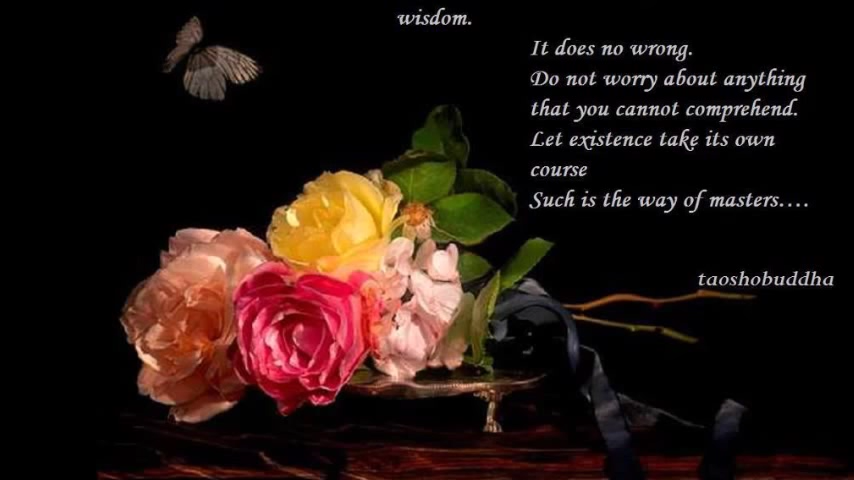 wisdom.
It does no wrong.
Do not worry about anything
that you cannot comprehend.
Let existence take its own
course
Such is the way of masters....
taoshobuddha